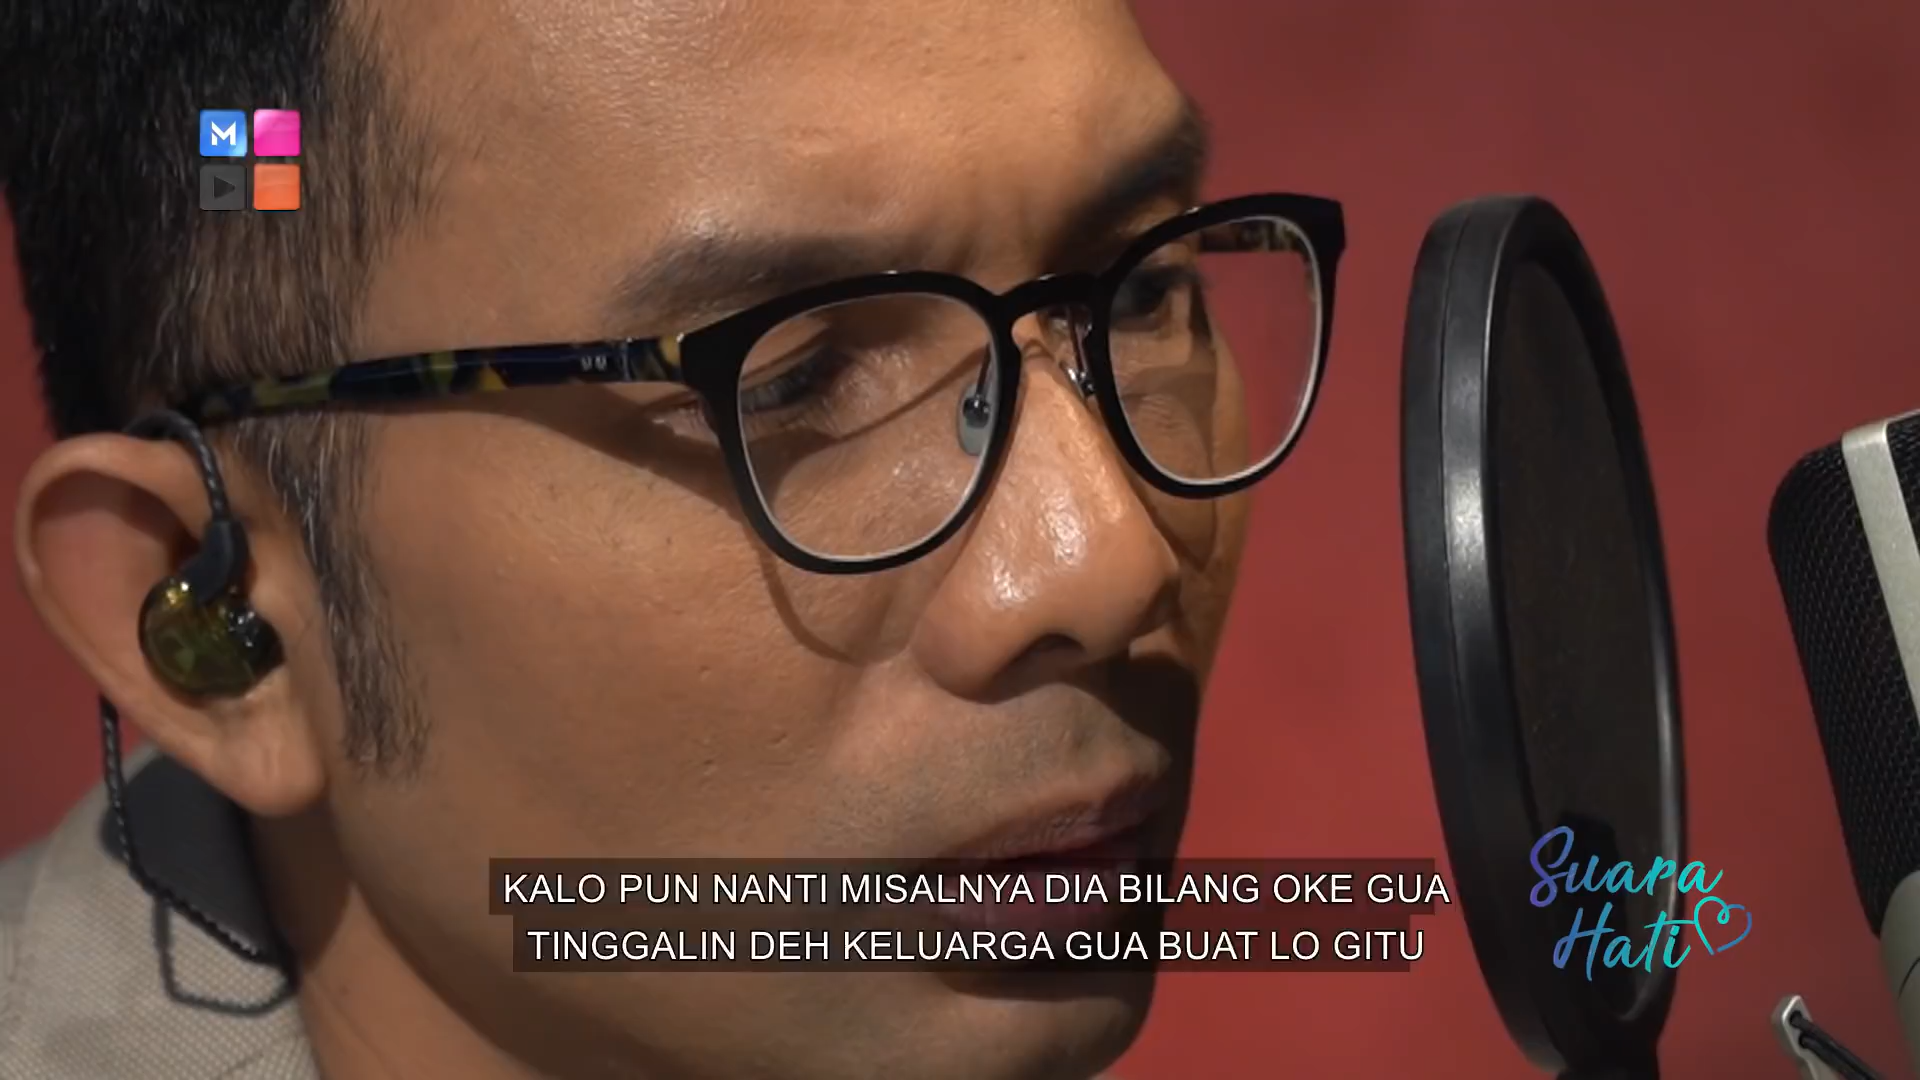 M
KALO PUN NANTI MISALNYA DIA BILANG OKE GUA
TINGGALIN DEH KELUARGA GUA BUAT LO GITU
Suara
Hati